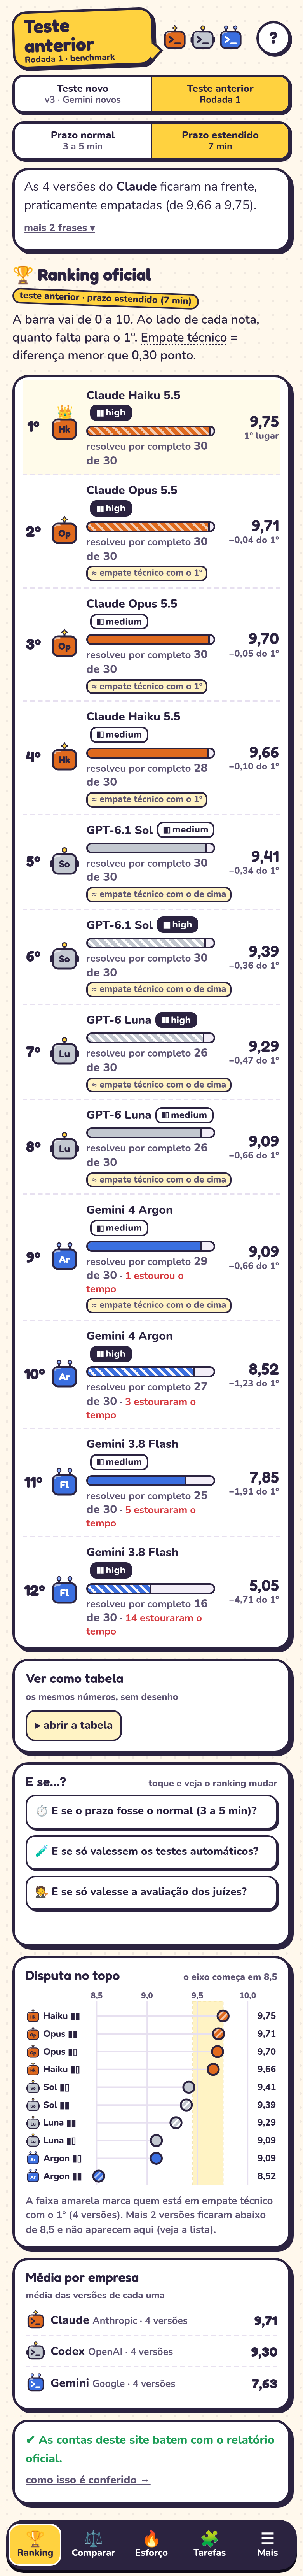 Teste
anterior
Rodada 1 · benchmark
?
Teste novo
v3 · Gemini novos
Teste anterior
Rodada 1
Prazo normal
3 a 5 min
Prazo estendido
7 min
As 4 versões do Claude ficaram na frente,
praticamente empatadas (de 9,66 a 9,75).
mais 2 frases ▾
🏆 Ranking oficial
teste anterior · prazo estendido (7 min)
A barra vai de 0 a 10. Ao lado de cada nota,
quanto falta para o 1º. Empate técnico =
diferença menor que 0,30 ponto.
1º
Hk
Claude Haiku 5.5
high
resolveu por completo 30
de 30
9,75
1º lugar
2º
Op
Claude Opus 5.5
high
resolveu por completo 30
de 30
≈ empate técnico com o 1º
9,71
−0,04 do 1º
3º
Op
Claude Opus 5.5
medium
resolveu por completo 30
de 30
≈ empate técnico com o 1º
9,70
−0,05 do 1º
4º
Hk
Claude Haiku 5.5
medium
resolveu por completo 28
de 30
≈ empate técnico com o 1º
9,66
−0,10 do 1º
5º
So
GPT-6.1 Sol medium
resolveu por completo 30
de 30
≈ empate técnico com o de cima
9,41
−0,34 do 1º
6º
So
GPT-6.1 Sol high
resolveu por completo 30
de 30
≈ empate técnico com o de cima
9,39
−0,36 do 1º
7º
Lu
GPT-6 Luna high
resolveu por completo 26
de 30
≈ empate técnico com o de cima
9,29
−0,47 do 1º
8º
Lu
GPT-6 Luna medium
resolveu por completo 26
de 30
≈ empate técnico com o de cima
9,09
−0,66 do 1º
9º
Ar
Gemini 4 Argon
medium
resolveu por completo 29
de 30 · 1 estourou o
tempo
≈ empate técnico com o de cima
9,09
−0,66 do 1º
10º
Ar
Gemini 4 Argon
high
resolveu por completo 27
de 30 · 3 estouraram o
tempo
8,52
−1,23 do 1º
11º
Fl
Gemini 3.8 Flash
medium
resolveu por completo 25
de 30 · 5 estouraram o
tempo
7,85
−1,91 do 1º
12º
Fl
Gemini 3.8 Flash
high
resolveu por completo 16
de 30 · 14 estouraram o
tempo
5,05
−4,71 do 1º
Ver como tabela
os mesmos números, sem desenho
▸ abrir a tabela
E se...?
toque e veja o ranking mudar
⏱️ E se o prazo fosse o normal (3 a 5 min)?
🧪 E se só valessem os testes automáticos?
🧑‍⚖️ E se só valesse a avaliação dos juízes?
Disputa no topo
o eixo começa em 8,5
8,5 9,0 9,5 10,0
Haiku ▮▮ 9,75
Opus ▮▮ 9,71
Opus ▮▯ 9,70
Haiku ▮▯ 9,66
Sol ▮▯ 9,41
Sol ▮▮ 9,39
Luna ▮▮ 9,29
Luna ▮▯ 9,09
Argon ▮▯ 9,09
Argon ▮▮ 8,52
A faixa amarela marca quem está em empate técnico
com o 1º (4 versões). Mais 2 versões ficaram abaixo
de 8,5 e não aparecem aqui (veja a lista).
Média por empresa
média das versões de cada uma
Claude Anthropic · 4 versões 9,71
Codex OpenAI · 4 versões 9,30
Gemini Google · 4 versões 7,63
✔ As contas deste site batem com o relatório
oficial.
como isso é conferido →
Ranking
Comparar
Esforço
Tarefas
Mais